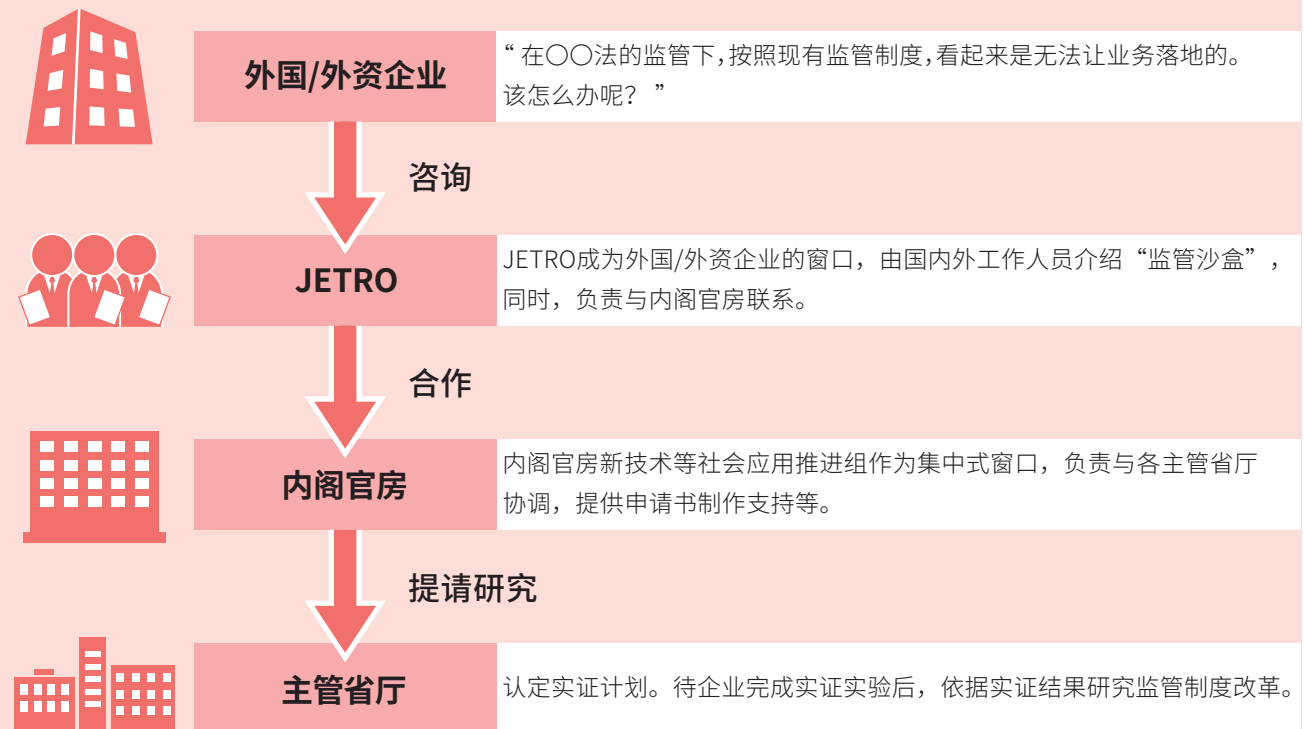 外国/外资企业
“在〇〇法的监管下，按照现有监管制度，看起来是无法让业务落地的。
该怎么办呢？”
咨询
JETRO
JETRO成为外国/外资企业的窗口，由国内外工作人员介绍“监管沙盒”，
同时，负责与内阁官房联系。
合作
内阁官房
内阁官房新技术等社会应用推进组作为集中式窗口，负责与各主管省厅
协调，提供申请书制作支持等。
提请研究
主管省厅
认定实证计划。待企业完成实证实验后，依据实证结果研究监管制度改革。